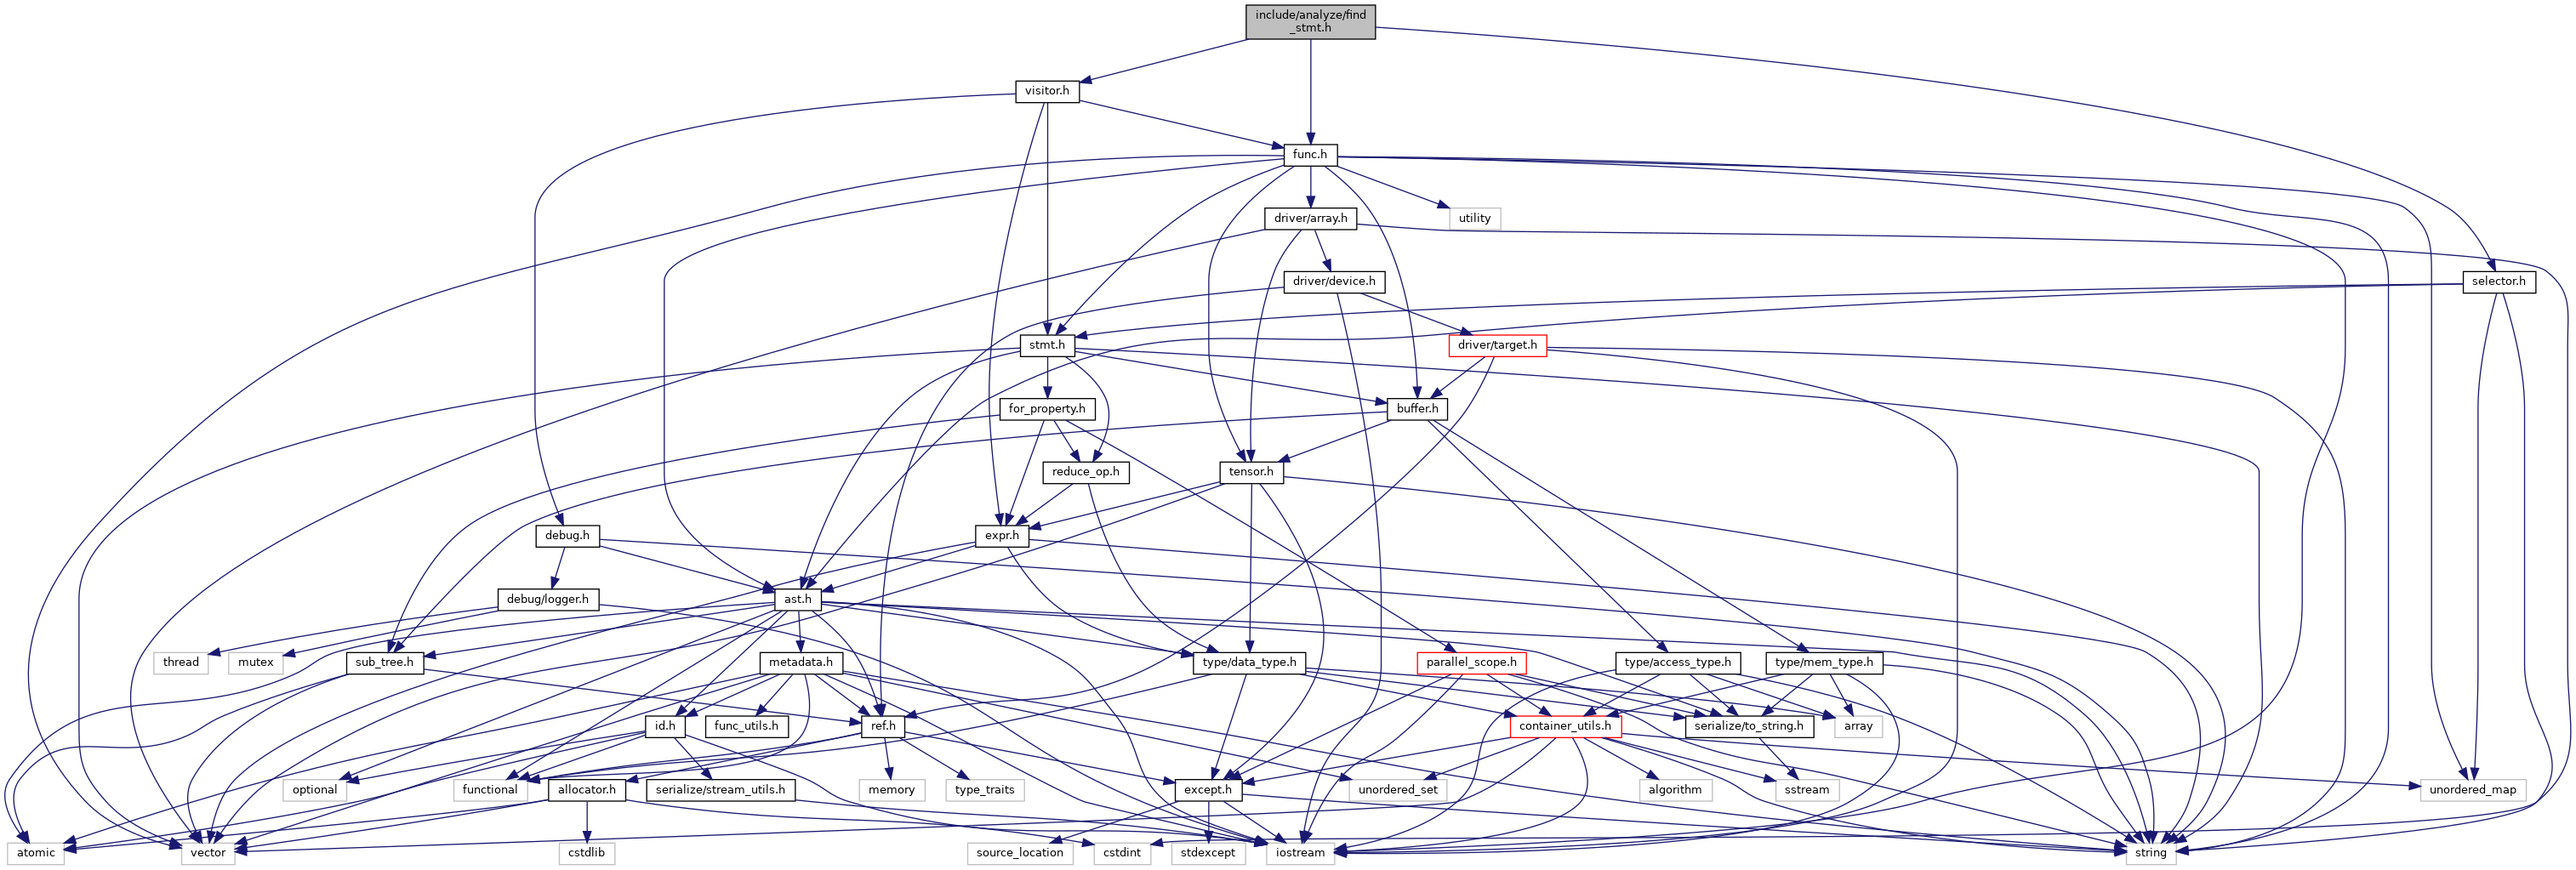 include/analyze/find
_stmt.h
visitor.h
func.h
driver/array.h
utility
driver/device.h
selector.h
stmt.h
driver/target.h
for_property.h
buffer.h
reduce_op.h
tensor.h
debug.h
expr.h
debug/logger.h
ast.h
thread
mutex
sub_tree.h
metadata.h
type/data_type.h
parallel_scope.h
type/access_type.h
type/mem_type.h
id.h
func_utils.h
ref.h
container_utils.h
serialize/to_string.h
array
optional
functional
allocator.h
serialize/stream_utils.h
memory
type_traits
except.h
unordered_set
algorithm
sstream
unordered_map
atomic
vector
cstdlib
source_location
cstdint
stdexcept
iostream
string